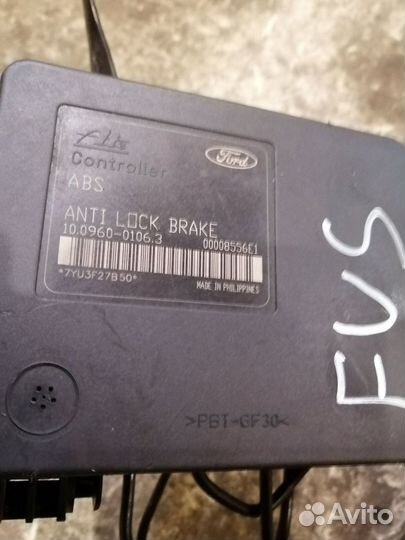 Ate
Ford
Controller
ABS
ANTI LOCK BRAKE
10.0960-0106.3 00008556E1
*7YU3F27B50* MADE IN PHILIPPINES
>PBT-GF30<
EVS
Avito